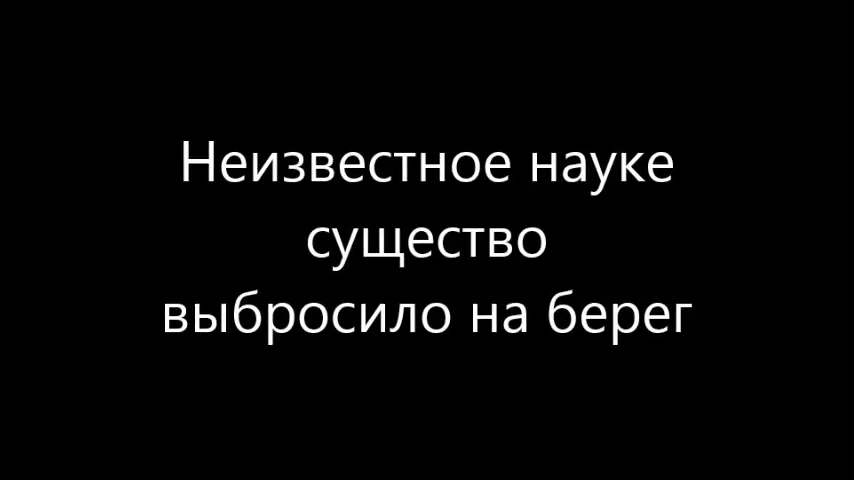 Неизвестное науке
существо
выбросило на берег